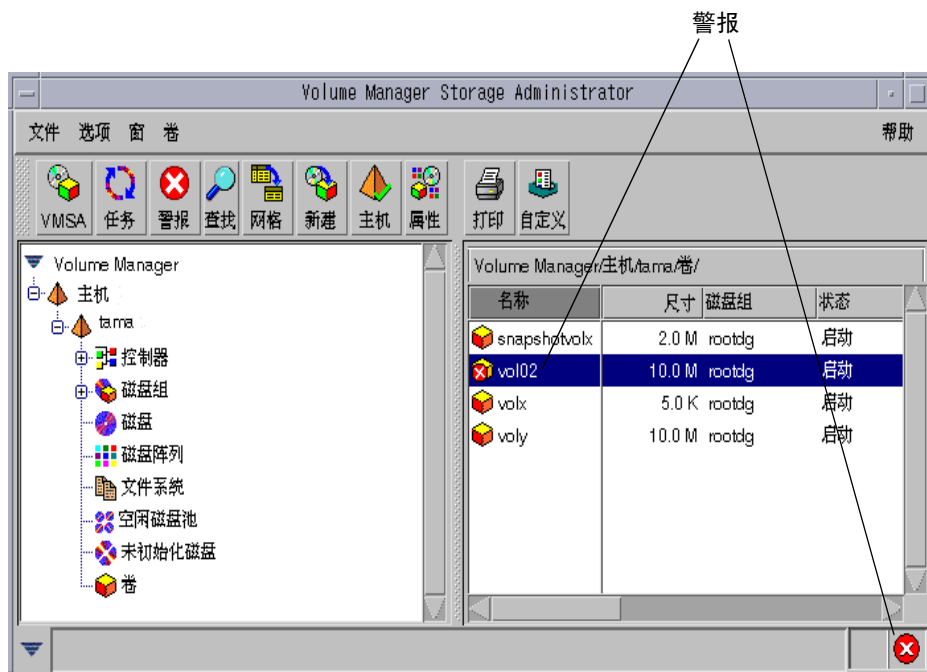 警报
Volume Manager Storage Administrator
文件 选项 窗 卷 帮助
VMSA 任务 警报 查找 网格 新建 主机 属性 打印 自定义
Volume Manager
主机
tama
控制器
磁盘组
磁盘
磁盘阵列
文件系统
空闲磁盘池
未初始化磁盘
卷
Volume Manager/主机/tama/卷/
名称 尺寸 磁盘组 状态
snapshotvolx 2.0 M rootdg 启动
vol02 10.0 M rootdg 启动
volx 5.0 K rootdg 启动
voly 10.0 M rootdg 启动